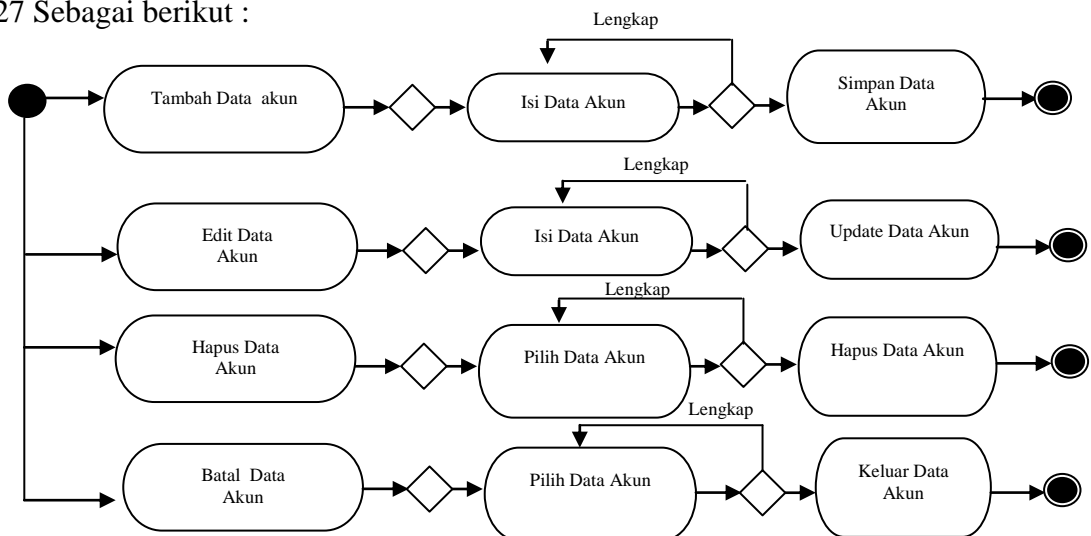 27 Sebagai berikut :
Lengkap
Tambah Data akun
Isi Data Akun
Simpan Data
Akun
Lengkap
Edit Data
Akun
Isi Data Akun
Update Data Akun
Lengkap
Hapus Data
Akun
Pilih Data Akun
Hapus Data Akun
Lengkap
Batal Data
Akun
Pilih Data Akun
Keluar Data
Akun